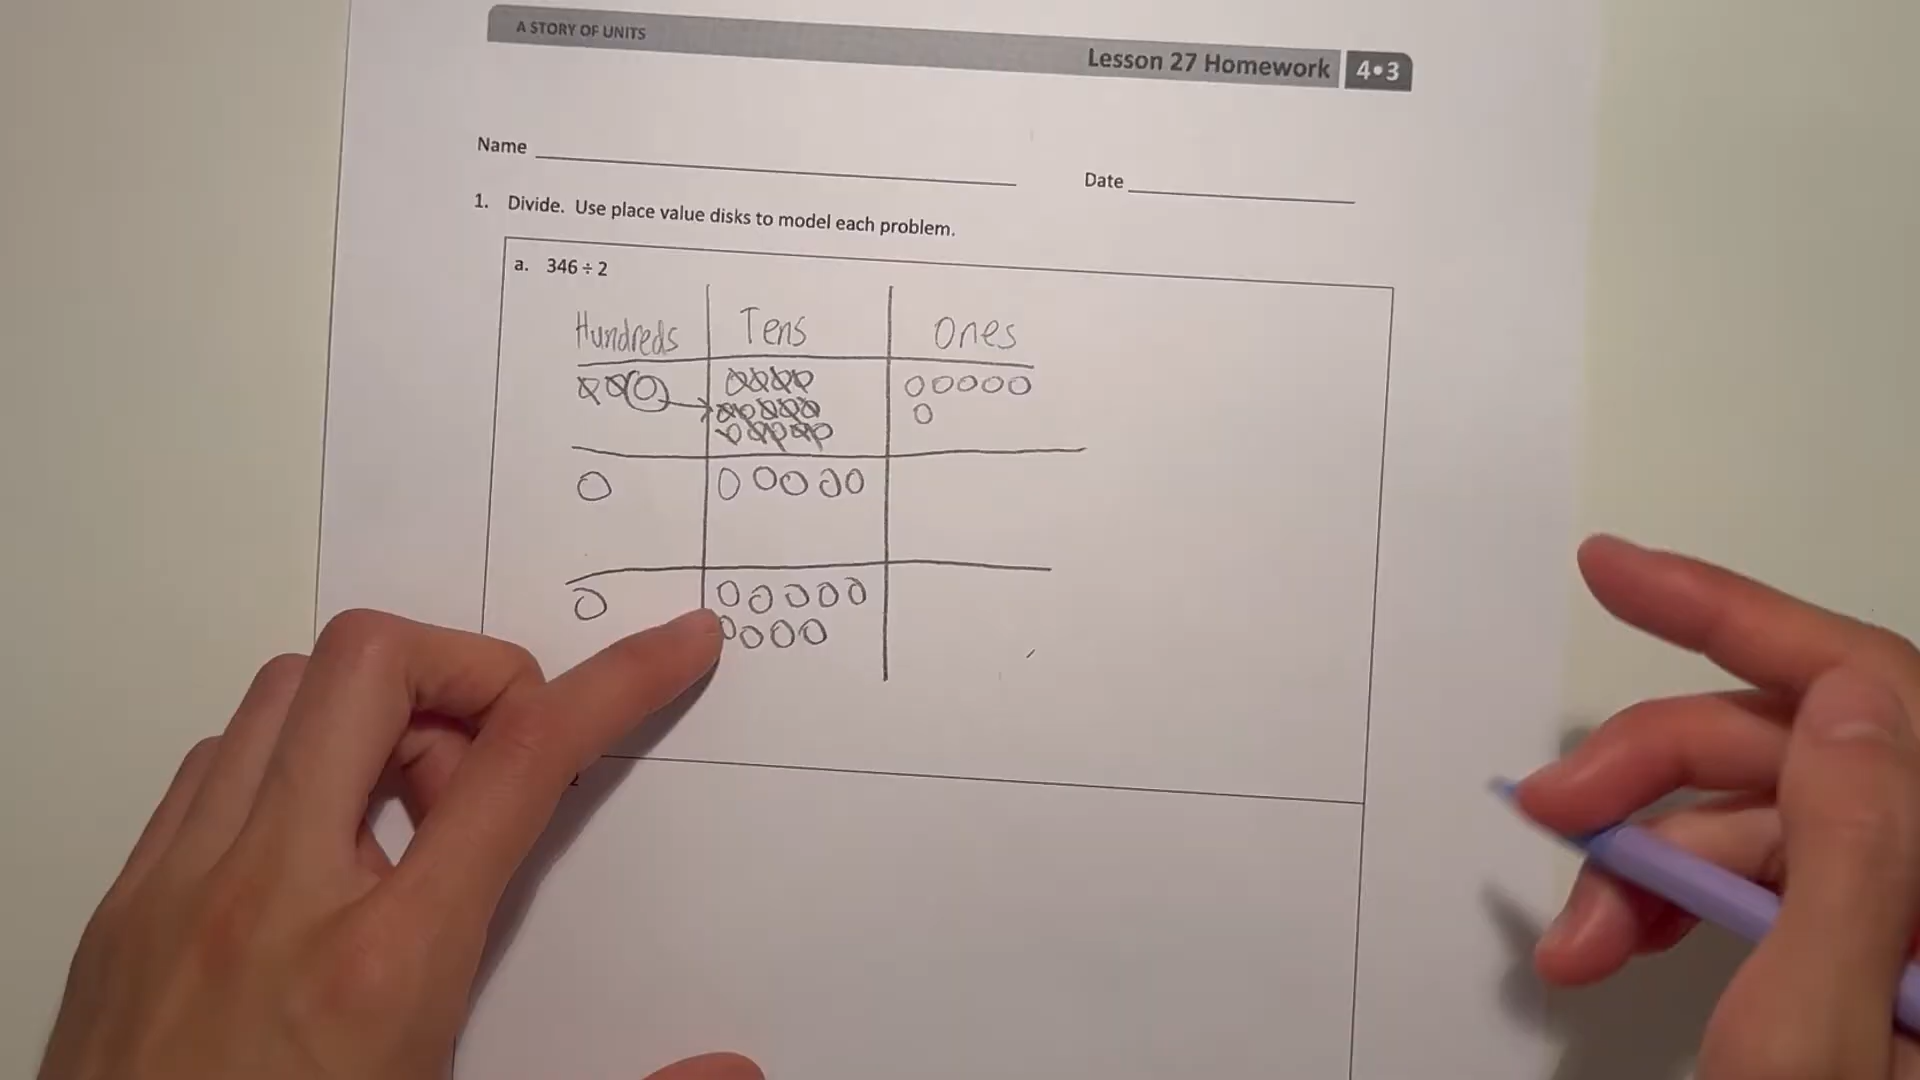 A STORY OF UNITS
Lesson 27 Homework 4•3
Name
Date
1. Divide. Use place value disks to model each problem.
a. 346 ÷ 2
Hundreds Tens Ones
2